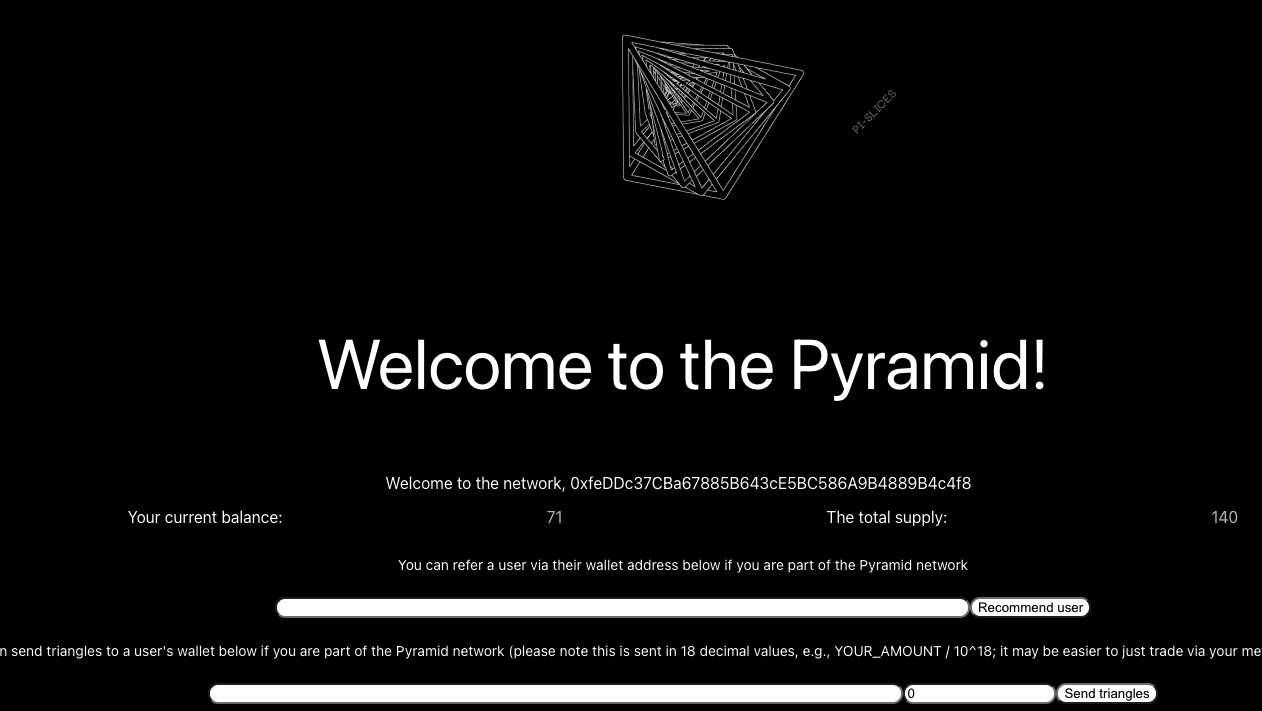 PI-SLICES
Welcome to the Pyramid!
Welcome to the network, 0xfeDDc37CBa67885B643cE5BC586A9B4889B4c4f8
Your current balance: 71 The total supply: 140
You can refer a user via their wallet address below if you are part of the Pyramid network
Recommend user
n send triangles to a user's wallet below if you are part of the Pyramid network (please note this is sent in 18 decimal values, e.g., YOUR_AMOUNT / 10^18; it may be easier to just trade via your me
0 Send triangles